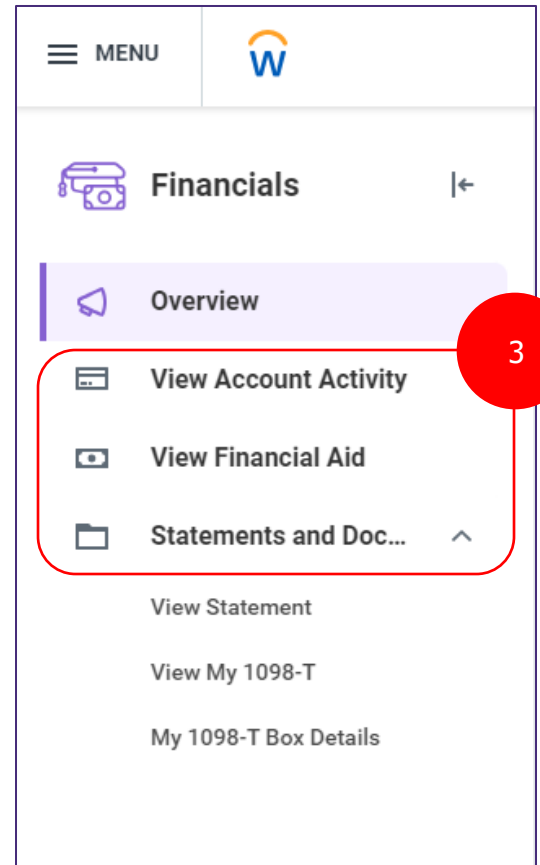 MENU
W
Financials
Overview
3
View Account Activity
View Financial Aid
Statements and Doc...
View Statement
View My 1098-T
My 1098-T Box Details